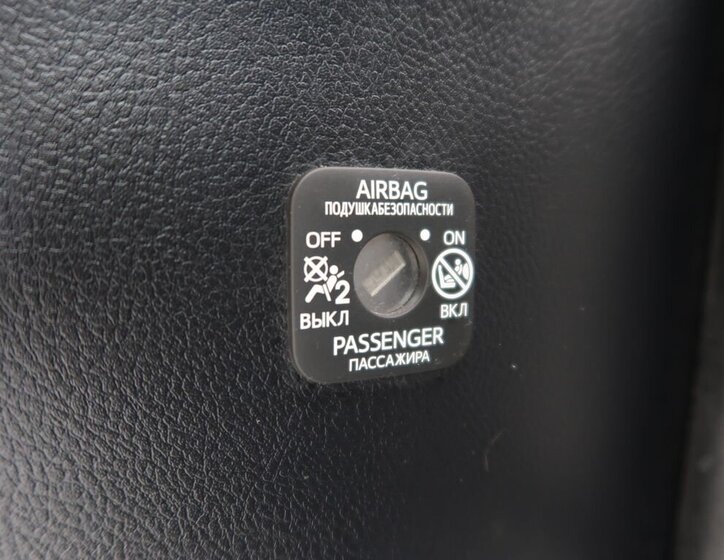 AIRBAG
ПОДУШКАБЕЗОПАСНОСТИ
OFF ON
2
ВЫКЛ ВКЛ
PASSENGER
ПАССАЖИРА